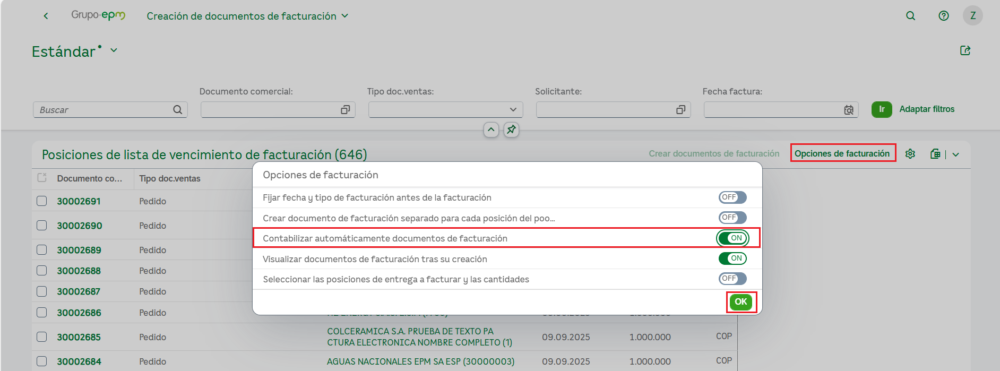 Grupo·epm
Creación de documentos de facturación
Z
Estándar
Documento comercial:
Tipo doc.ventas:
Solicitante:
Fecha factura:
Buscar
Ir
Adaptar filtros
Posiciones de lista de vencimiento de facturación (646)
Crear documentos de facturación
Opciones de facturación
Documento co...
Tipo doc.ventas
Opciones de facturación
Fijar fecha y tipo de facturación antes de la facturación
OFF
Crear documento de facturación separado para cada posición del poo...
OFF
Contabilizar automáticamente documentos de facturación
ON
Visualizar documentos de facturación tras su creación
ON
Seleccionar las posiciones de entrega a facturar y las cantidades
OFF
OK
30002691 Pedido
30002690 Pedido
30002689 Pedido
30002688 Pedido
30002687 Pedido
30002686 Pedido
30002685 Pedido
COLCERAMICA S.A. PRUEBA DE TEXTO PA
CTURA ELECTRONICA NOMBRE COMPLETO (1)
09.09.2025 1.000.000 COP
30002684 Pedido AGUAS NACIONALES EPM SA ESP (30000003) 09.09.2025 1.000.000 COP